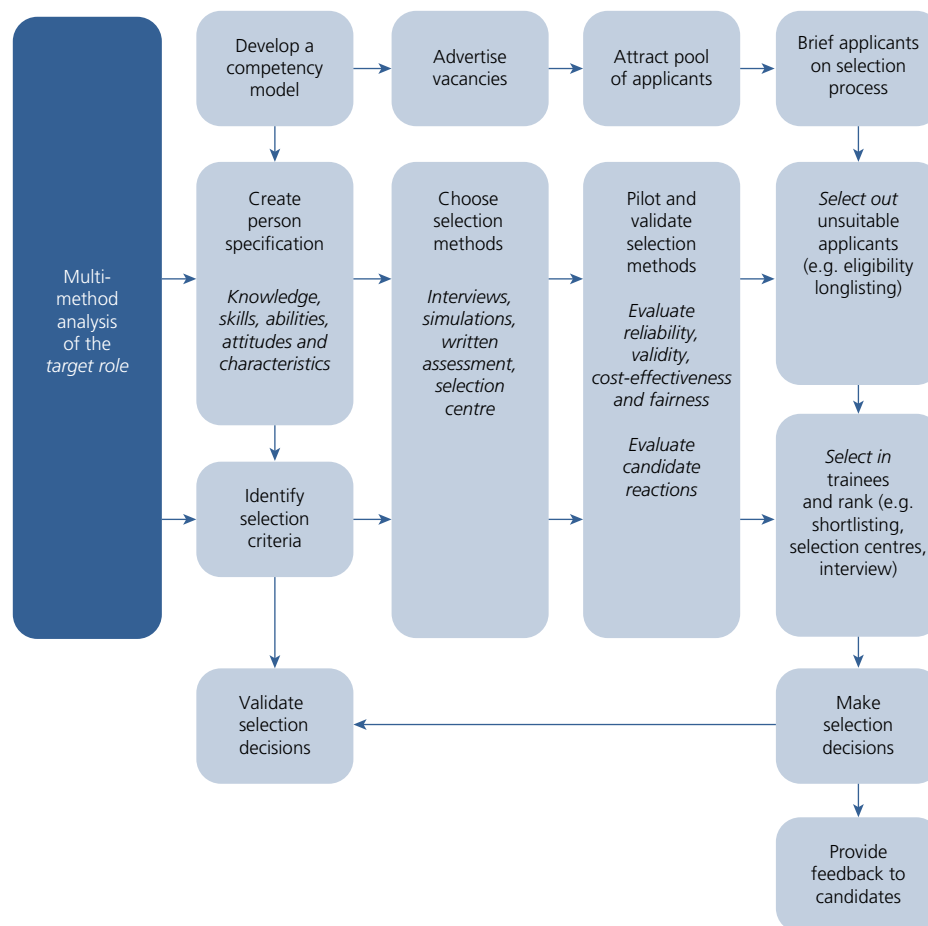 Develop a
competency
model
Advertise
vacancies
Attract pool
of applicants
Brief applicants
on selection
process
Multi-
method
analysis
of the
target role
Create
person
specification
Knowledge,
skills, abilities,
attitudes and
characteristics
Choose
selection
methods
Interviews,
simulations,
written
assessment,
selection
centre
Pilot and
validate
selection
methods
Evaluate
reliability,
validity,
cost-effectiveness
and fairness
Evaluate
candidate
reactions
Select out
unsuitable
applicants
(e.g. eligibility
longlisting)
Identify
selection
criteria
Select in
trainees
and rank (e.g.
shortlisting,
selection centres,
interview)
Validate
selection
decisions
Make
selection
decisions
Provide
feedback to
candidates